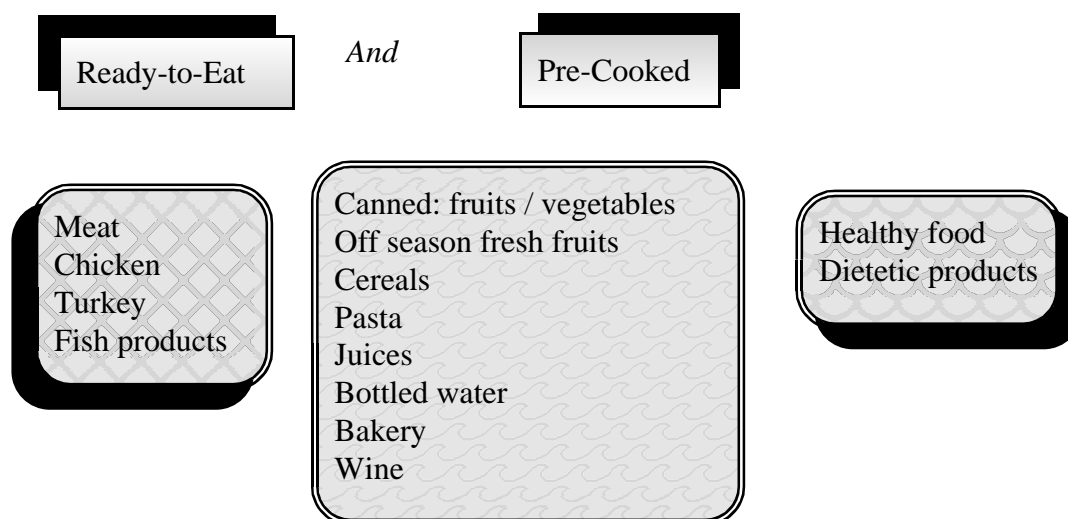 Ready-to-Eat
And
Pre-Cooked
Meat
Chicken
Turkey
Fish products
Canned: fruits / vegetables
Off season fresh fruits
Cereals
Pasta
Juices
Bottled water
Bakery
Wine
Healthy food
Dietetic products